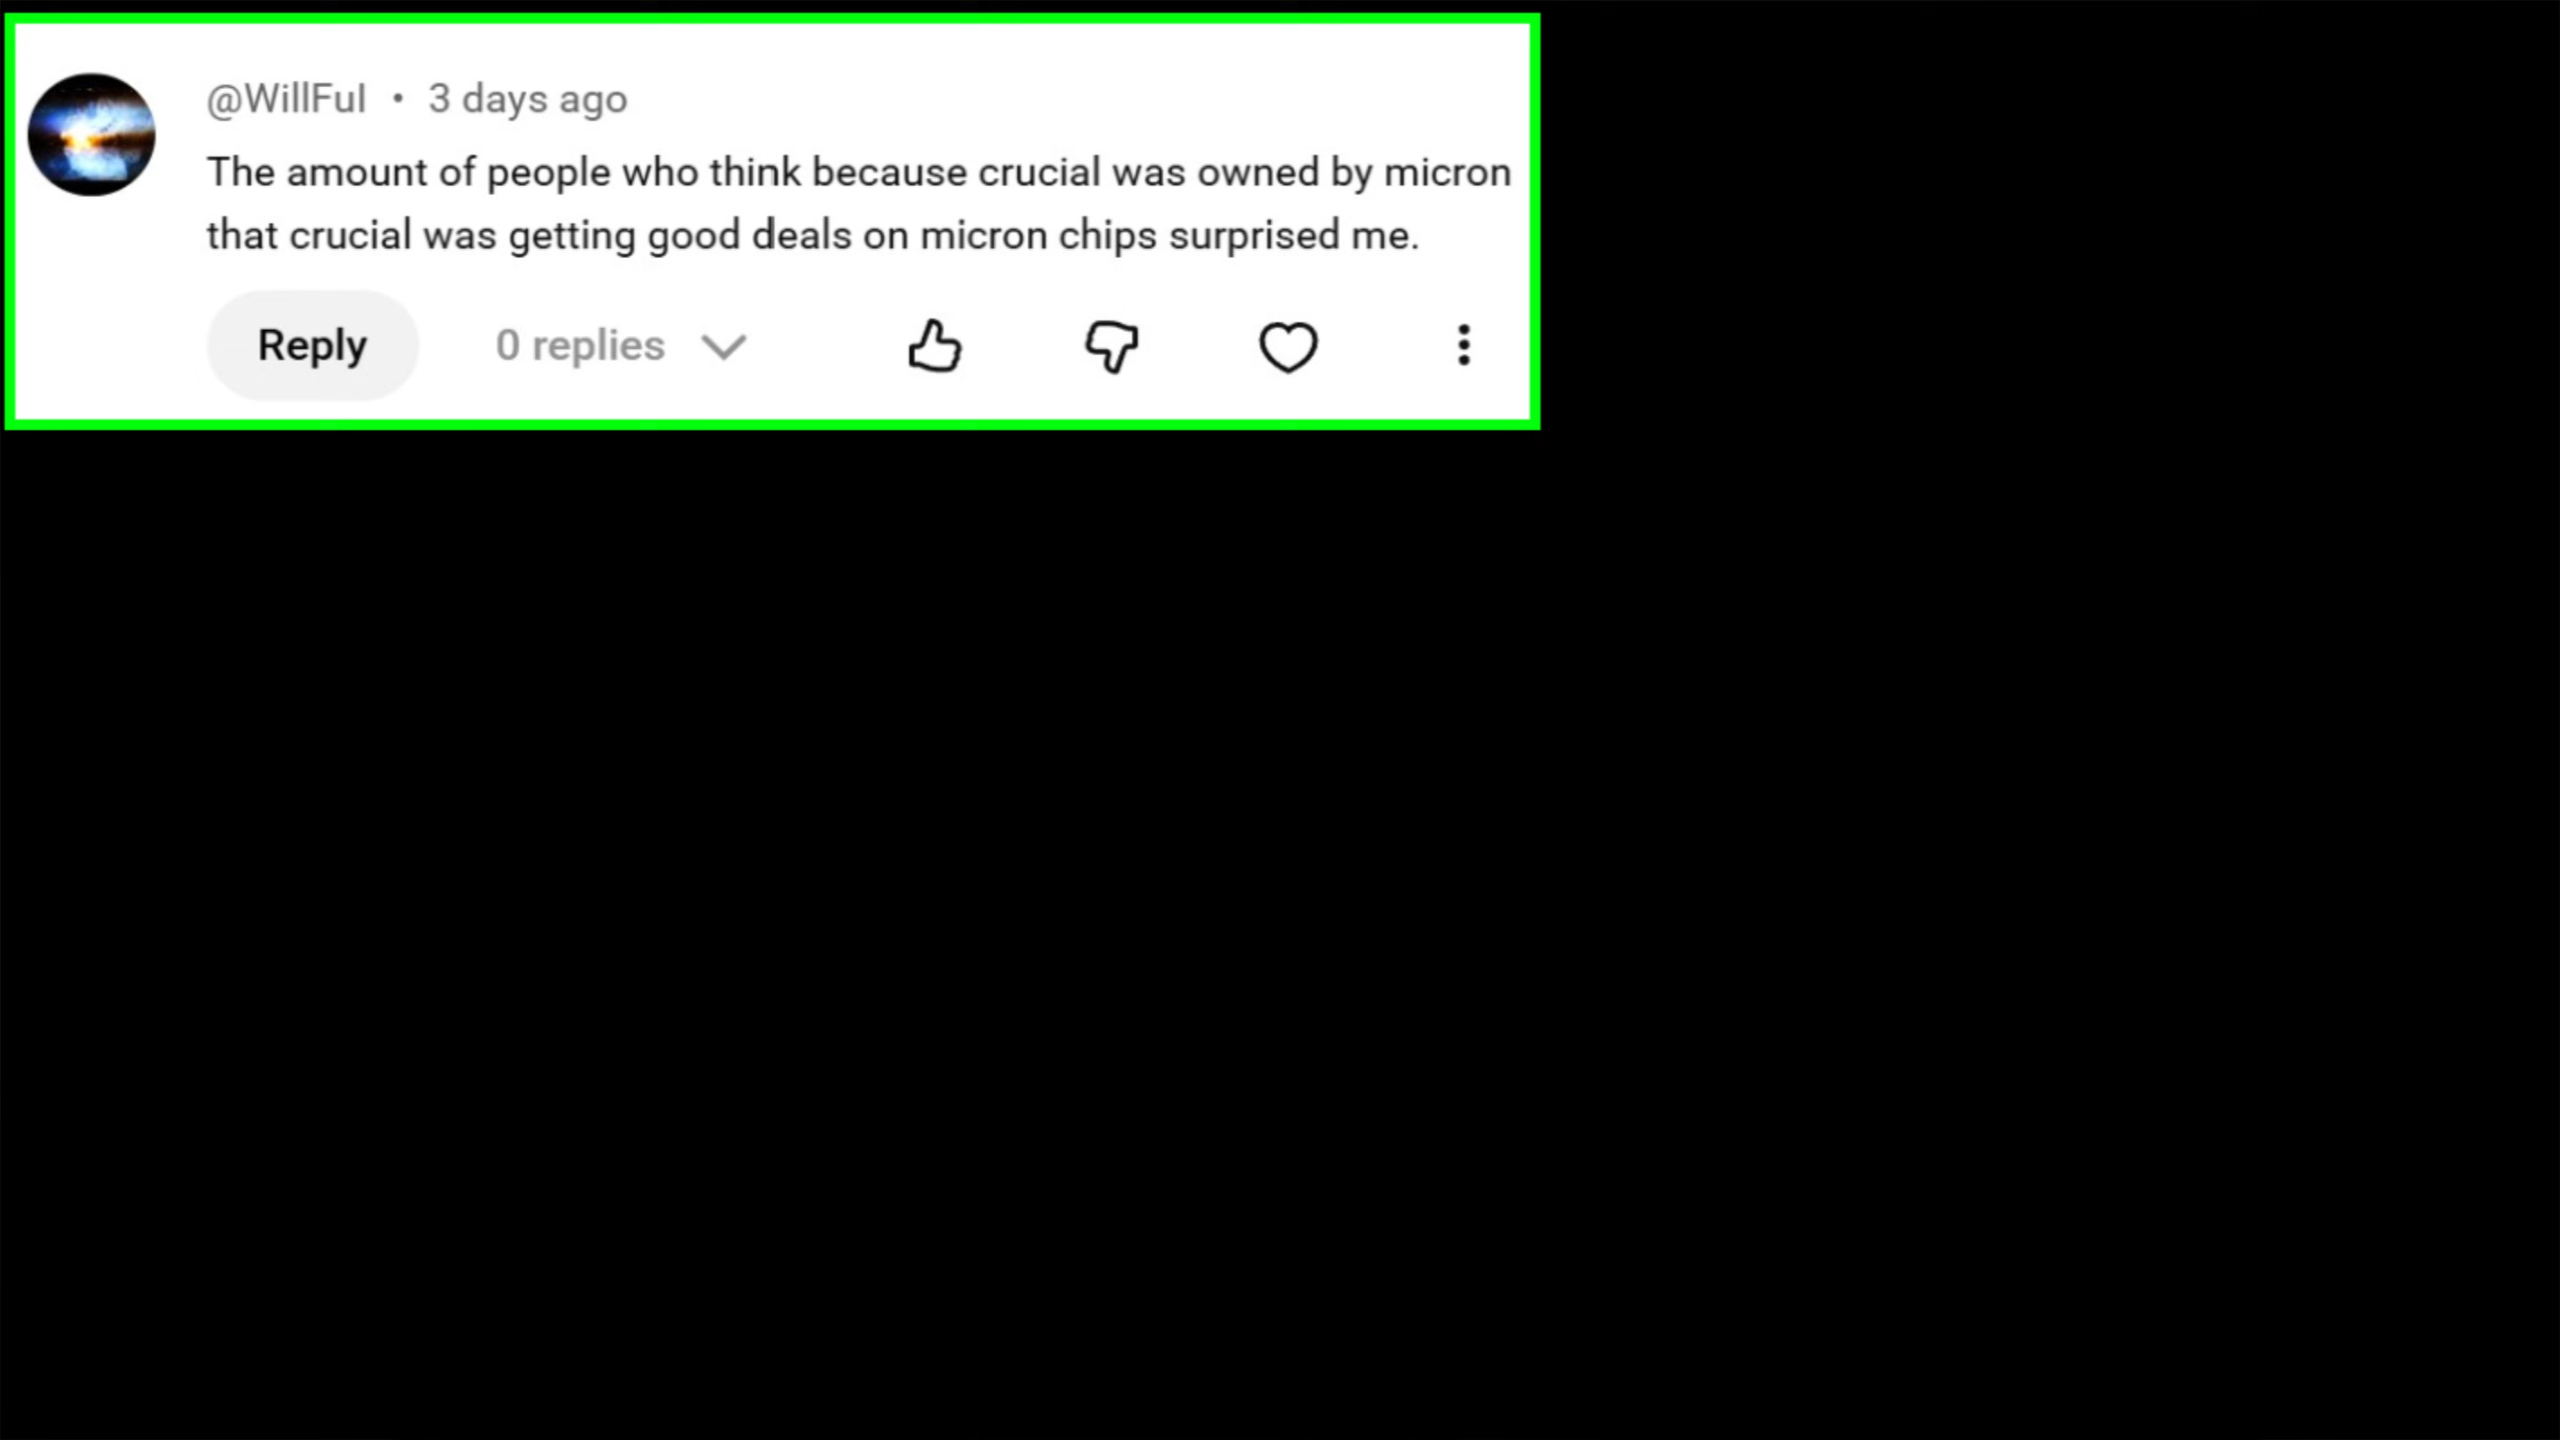 @WillFul • 3 days ago
The amount of people who think because crucial was owned by micron
that crucial was getting good deals on micron chips surprised me.
Reply 0 replies